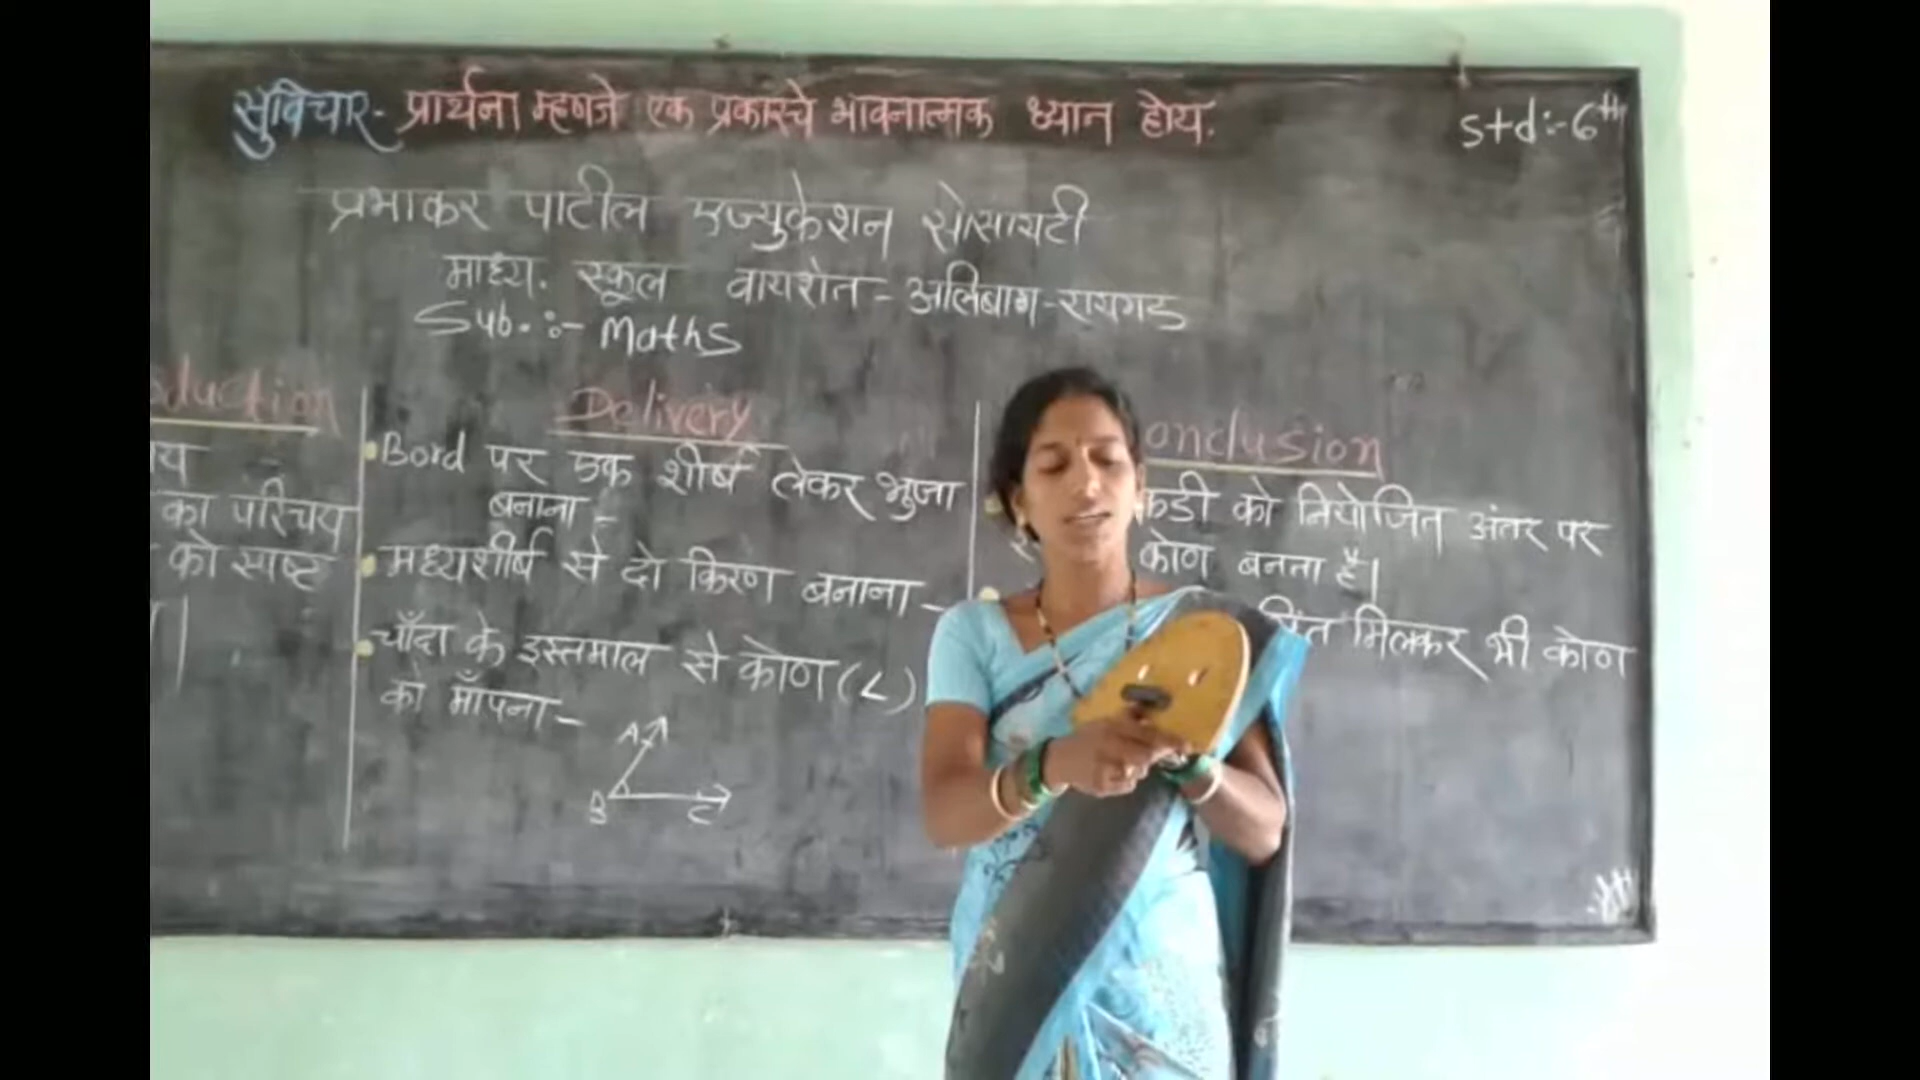 सुविचार - प्रार्थना म्हणजे एक प्रकारचे भावनात्मक ध्यान होय.
std:- 6th
प्रभाकर पाटील एज्युकेशन सोसायटी
माध्य. स्कूल वायशेत - अलिबाग - रायगड
Sub. :- Maths
oduction
य
का परिचय
को स्पष्ट
Delivery
Bord पर एक शीर्ष लेकर भुजा
बनाना -
मध्यशीर्ष से दो किरण बनाना -
चाँदा के इस्तमाल से कोण (∠)
को माँपना -
A
B C
onclusion
कडी को नियोजित अंतर पर
कोण बनता है।
मिलकर भी कोण